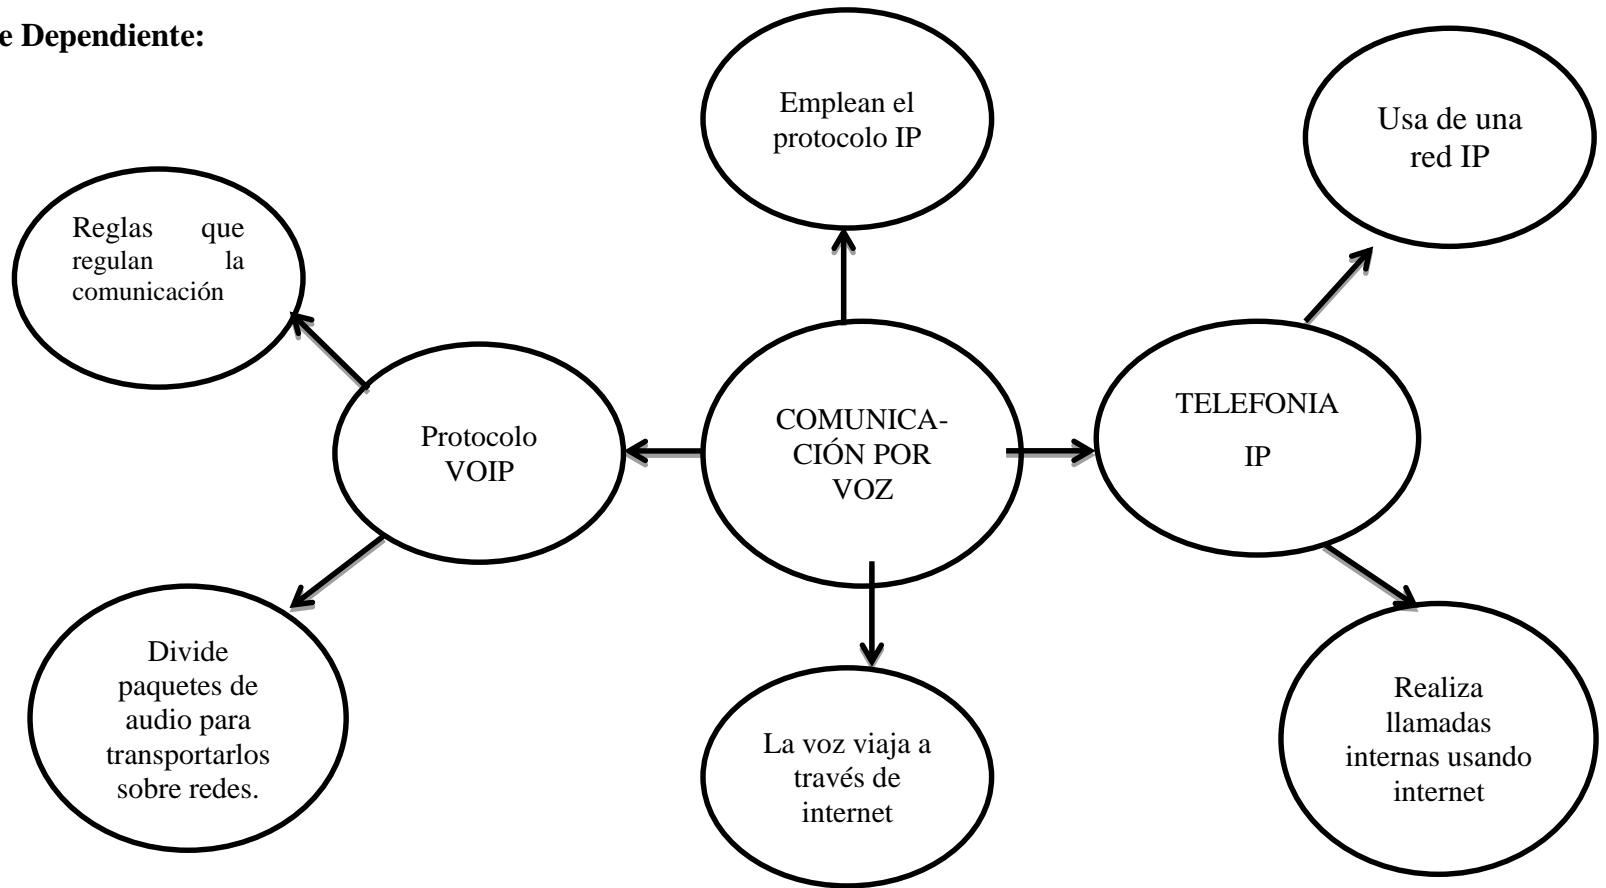 e Dependiente:
Emplean el
protocolo IP
Usa de una
red IP
Reglas que
regulan la
comunicación
Protocolo
VOIP
COMUNICA-
CIÓN POR
VOZ
TELEFONIA
IP
Divide
paquetes de
audio para
transportarlos
sobre redes.
La voz viaja a
través de
internet
Realiza
llamadas
internas usando
internet